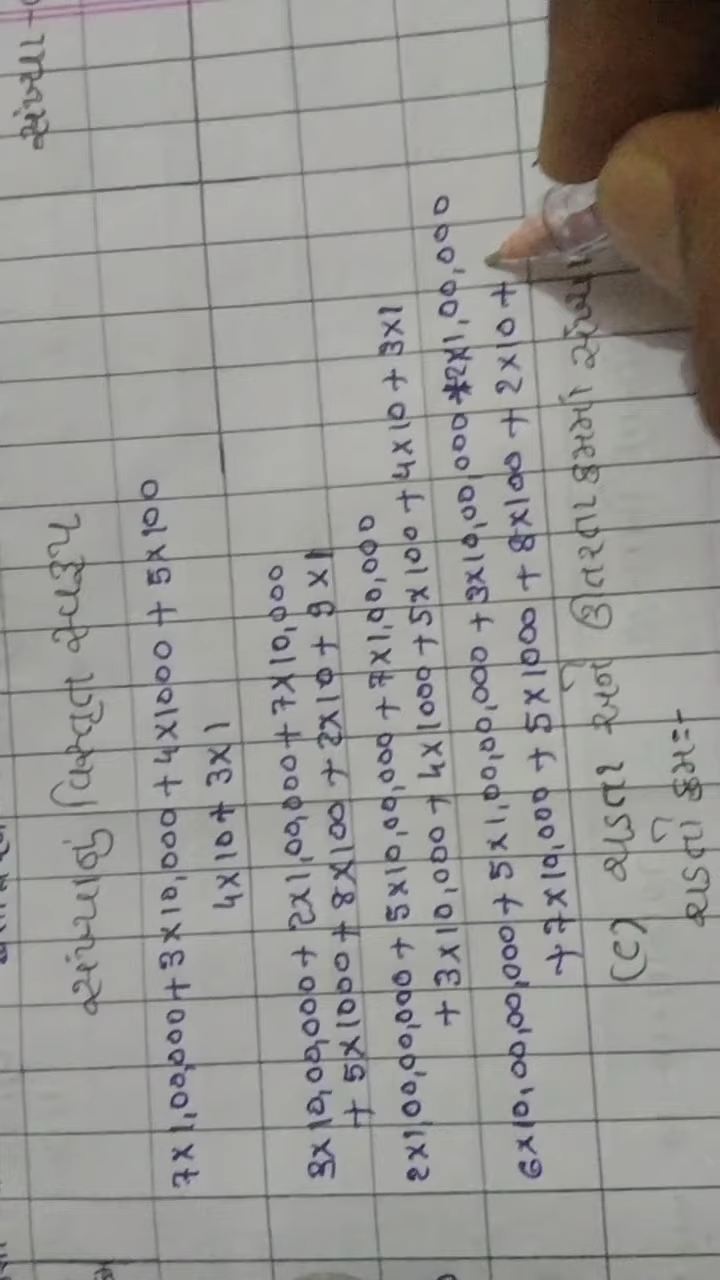 સંખ્યા
સંખ્યાનું વિસ્તૃત સ્વરૂપ
7×1,00,000+3×10,000+4×1000+5×100
4×10+3×1
3×10,00,000+2×1,00,000+7×10,000
+5×1000+8×100+2×10+9×1
2×1,00,00,000+5×10,00,000+7×1,00,000
+3×10,000+4×1000+5×100+4×10+3×1
6×10,00,00,000+5×1,00,00,000+3×10,00,000+2×1,00,000
+7×10,000+5×1000+8×100+2×10+
(C) ચડતા અને ઉતરતા ક્રમમાં સંખ્યા
ચડતો ક્રમ:-